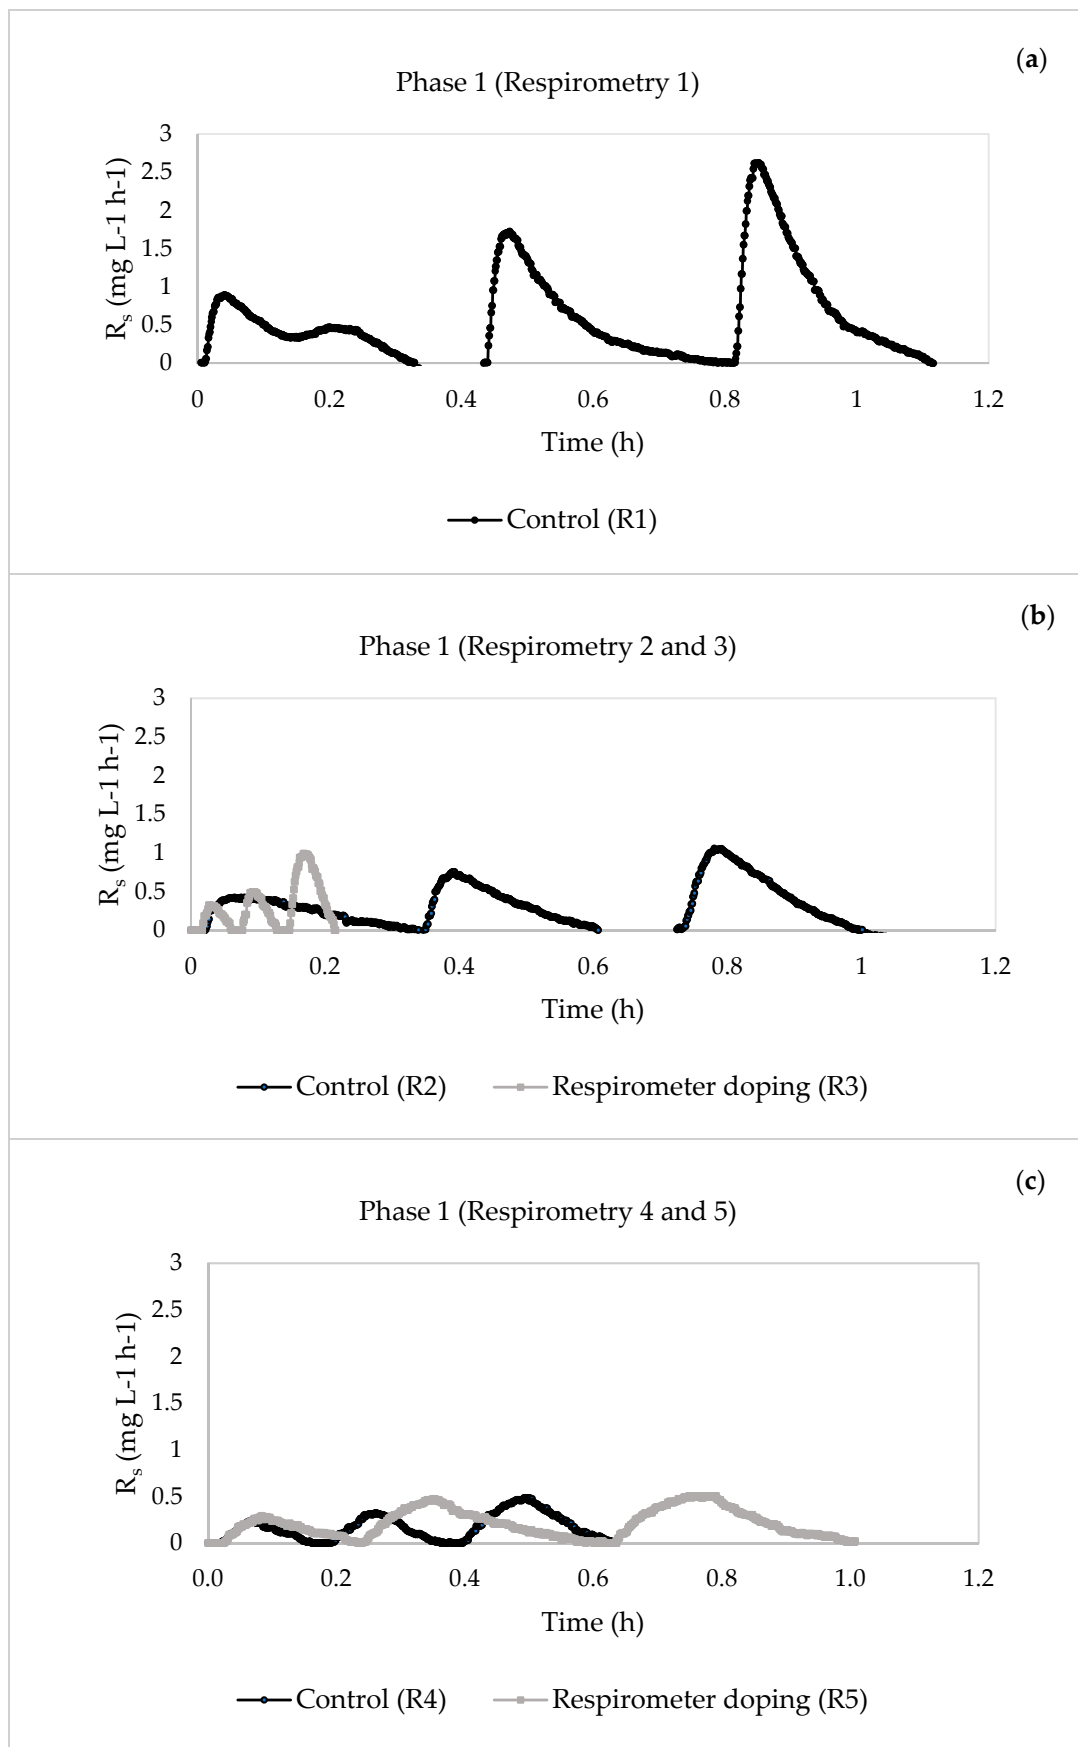 (a)
Phase 1 (Respirometry 1)
3
2.5
2
1.5
1
0.5
0
Rs (mg L-1 h-1)
0 0.2 0.4 0.6 0.8 1 1.2
Time (h)
Control (R1)
(b)
Phase 1 (Respirometry 2 and 3)
3
2.5
2
1.5
1
0.5
0
Rs (mg L-1 h-1)
0 0.2 0.4 0.6 0.8 1 1.2
Time (h)
Control (R2) Respirometer doping (R3)
(c)
Phase 1 (Respirometry 4 and 5)
3
2.5
2
1.5
1
0.5
0
Rs (mg L-1 h-1)
0.0 0.2 0.4 0.6 0.8 1.0 1.2
Time (h)
Control (R4) Respirometer doping (R5)